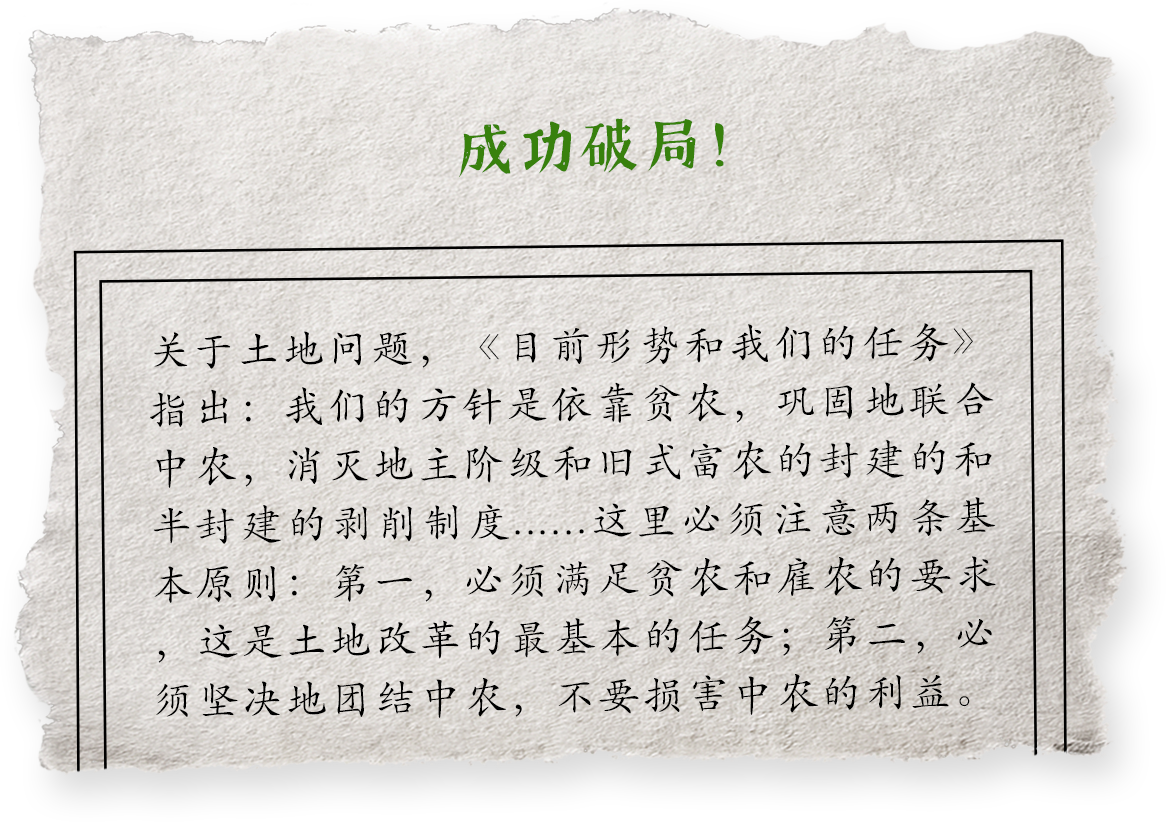 成功破局！
关于土地问题，《目前形势和我们的任务》
指出：我们的方针是依靠贫农，巩固地联合
中农，消灭地主阶级和旧式富农的封建的和
半封建的剥削制度……这里必须注意两条基
本原则：第一，必须满足贫农和雇农的要求
，这是土地改革的最基本的任务；第二，必
须坚决地团结中农，不要损害中农的利益。